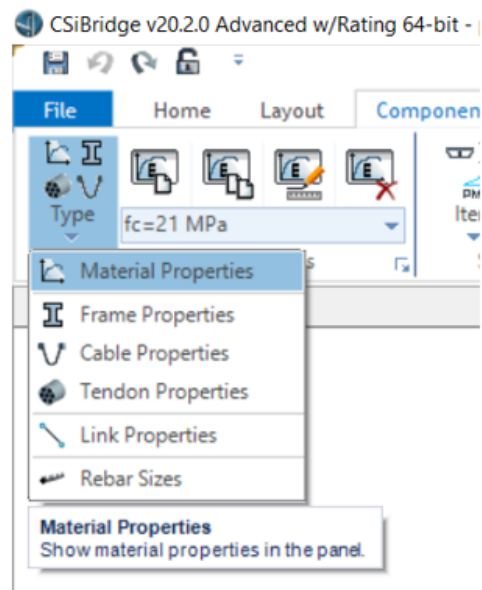 CSiBridge v20.2.0 Advanced w/Rating 64-bit -
File Home Layout Componen
Type
fc=21 MPa
Ite
Material Properties
s
Frame Properties
Cable Properties
Tendon Properties
Link Properties
Rebar Sizes
Material Properties
Show material properties in the panel.